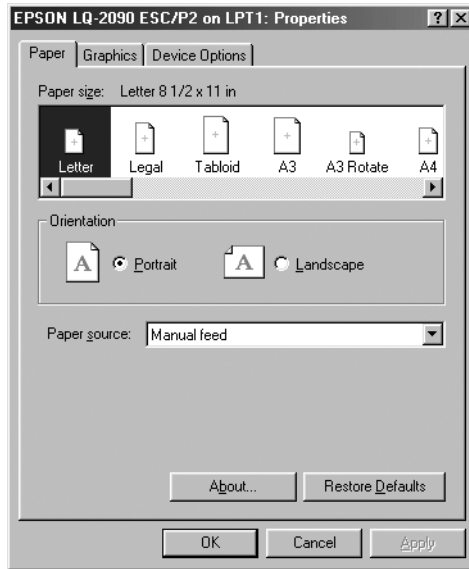 EPSON LQ-2090 ESC/P2 on LPT1: Properties ? X
Paper Graphics Device Options
Paper size: Letter 8 1/2 x 11 in
Letter Legal Tabloid A3 A3 Rotate A4
Orientation
A Portrait A Landscape
Paper source: Manual feed
About... Restore Defaults
OK Cancel Apply